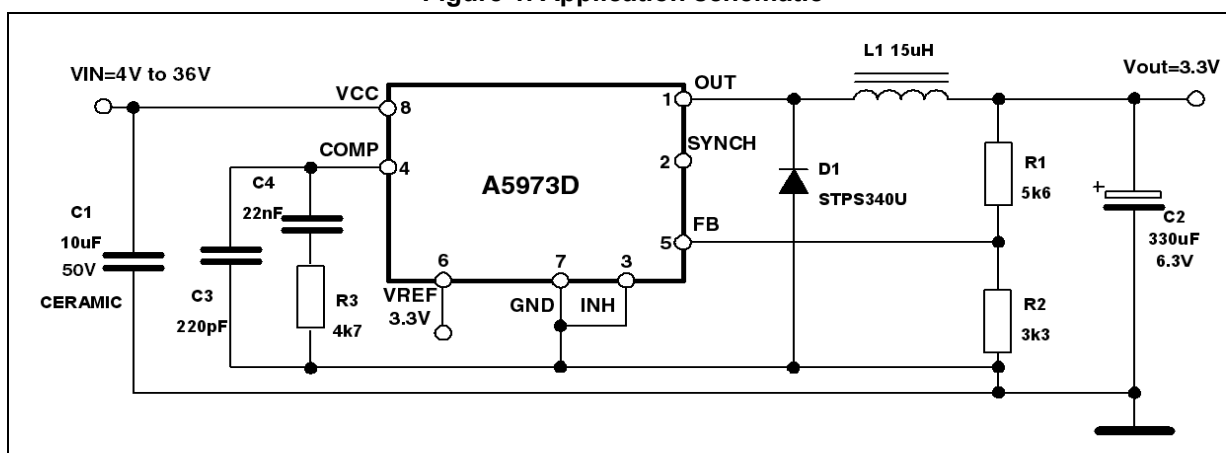 Figure 1. Application schematic
VIN=4V to 36V
VCC
8
COMP
4
C4
22nF
C1
10uF
50V
CERAMIC
C3
220pF
R3
4k7
A5973D
OUT
1
SYNCH
2
FB
5
6
VREF
3.3V
7
GND
3
INH
L1 15uH
D1
STPS340U
Vout=3.3V
R1
5k6
R2
3k3
+
C2
330uF
6.3V